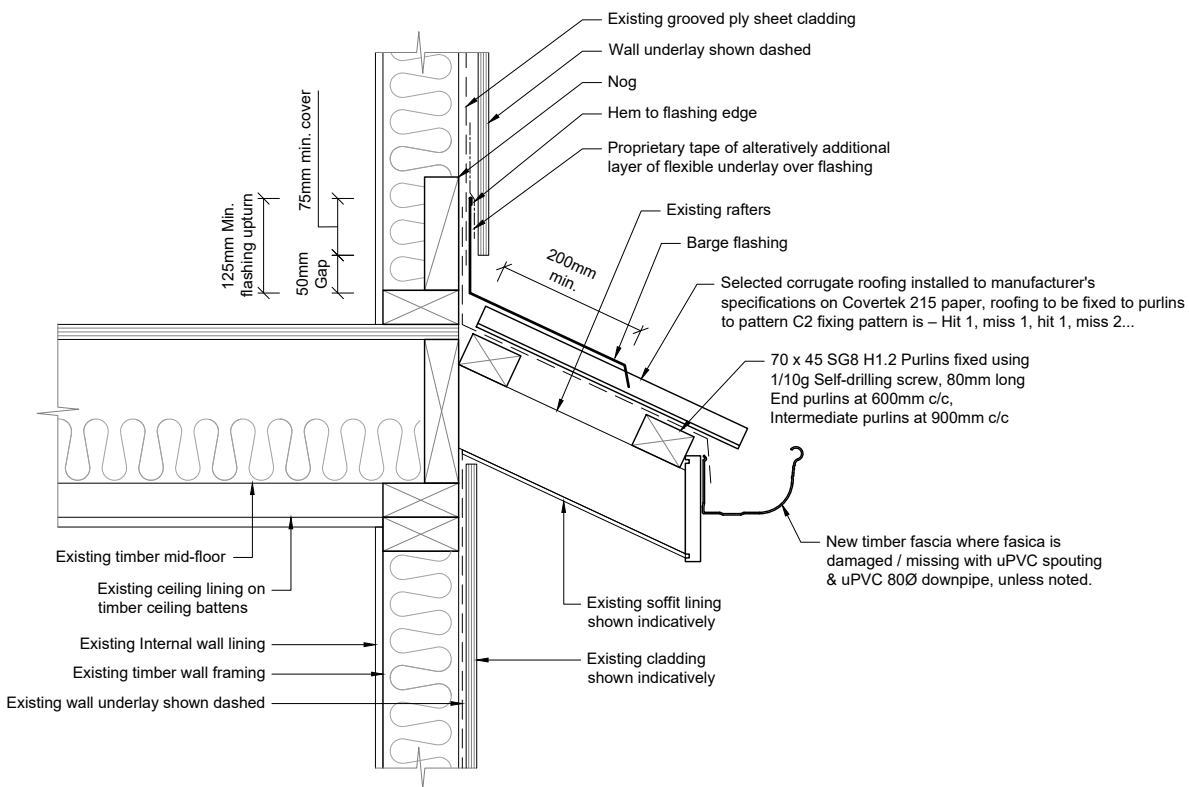 Existing grooved ply sheet cladding
Wall underlay shown dashed
Nog
Hem to flashing edge
Proprietary tape of alteratively additional
layer of flexible underlay over flashing
Existing rafters
Barge flashing
Selected corrugate roofing installed to manufacturer's
specifications on Covertek 215 paper, roofing to be fixed to purlins
to pattern C2 fixing pattern is – Hit 1, miss 1, hit 1, miss 2...
70 x 45 SG8 H1.2 Purlins fixed using
1/10g Self-drilling screw, 80mm long
End purlins at 600mm c/c,
Intermediate purlins at 900mm c/c
New timber fascia where fasica is
damaged / missing with uPVC spouting
& uPVC 80Ø downpipe, unless noted.
125mm Min.
flashing upturn
75mm min. cover
50mm
Gap
200mm
min.
Existing timber mid-floor
Existing ceiling lining on
timber ceiling battens
Existing Internal wall lining
Existing timber wall framing
Existing wall underlay shown dashed
Existing soffit lining
shown indicatively
Existing cladding
shown indicatively